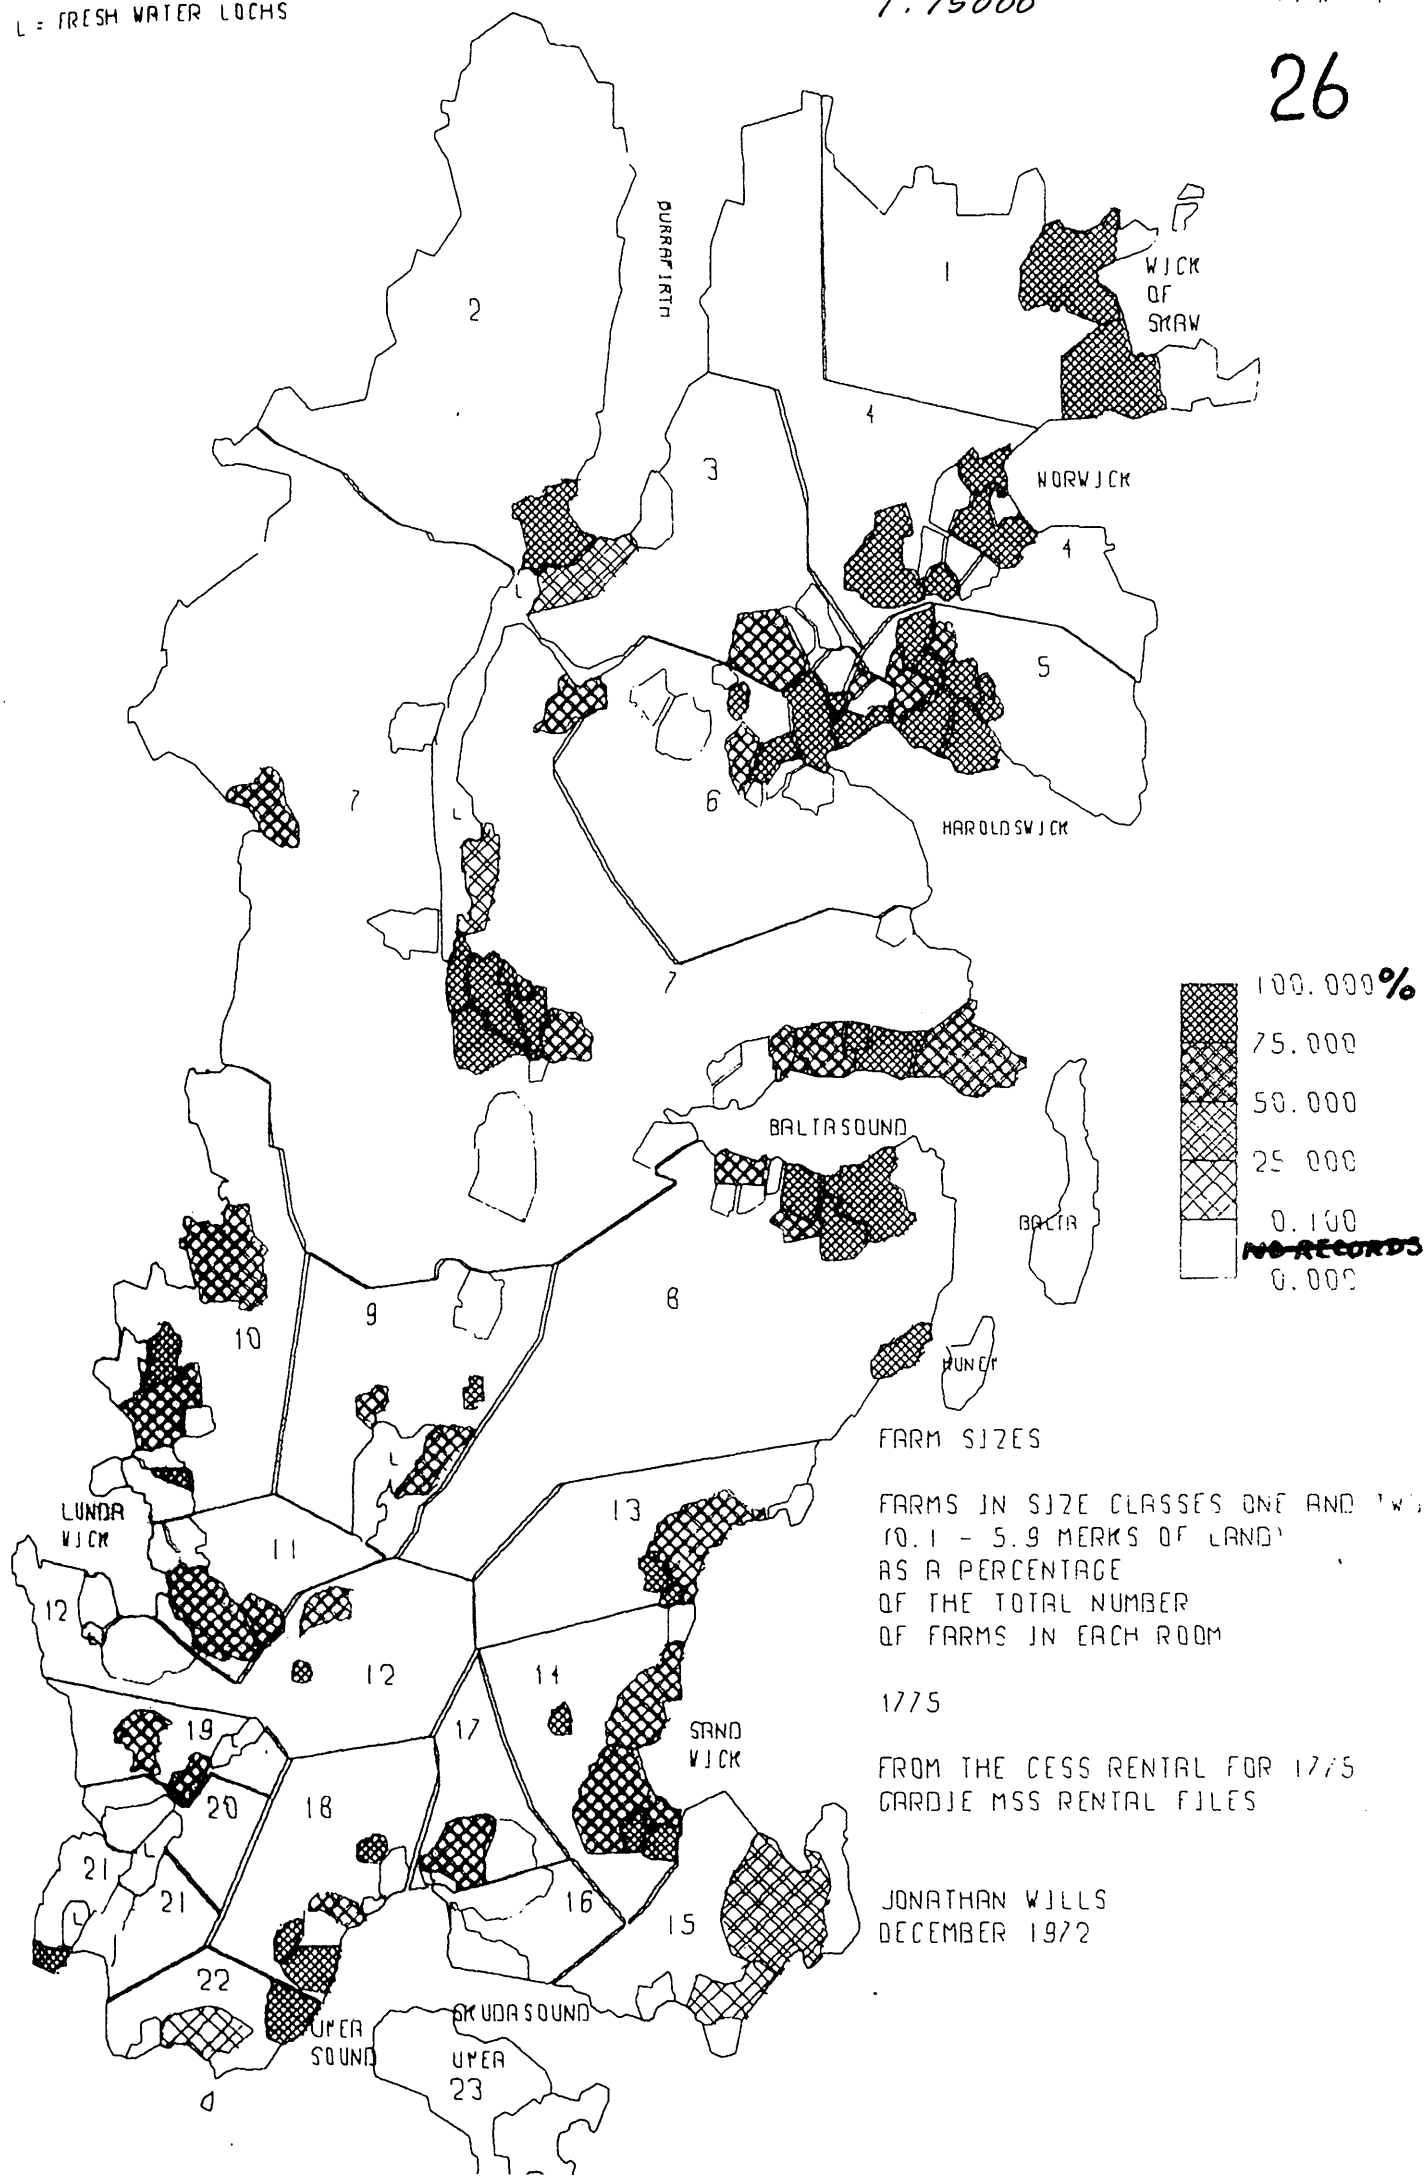 L = FRESH WATER LOCHS
1:75000
26
BURRAFIRTH
1
WICK
OF
SKAW
2
4
3
NORWICK
4
5
L
6
7
L
HAROLDSWICK
7
100.000%
75.000
50.000
25 000
0.100
NO RECORDS
0.000
BALTASOUND
BALTA
8
9
10
HUNEY
L
FARM SIZES
FARMS IN SIZE CLASSES ONE AND TWO
(0.1 - 5.9 MERKS OF LAND)
AS A PERCENTAGE
OF THE TOTAL NUMBER
OF FARMS IN EACH ROOM
1775
FROM THE CESS RENTAL FOR 1775
GARDIE MSS RENTAL FILES
JONATHAN WILLS
DECEMBER 1972
LUNDA
WICK
11
13
12
12
14
17
19
L
SAND
WICK
20
18
L
21
21
L
16
15
22
UYEA
SOUND
SKUDASOUND
UYEA
23